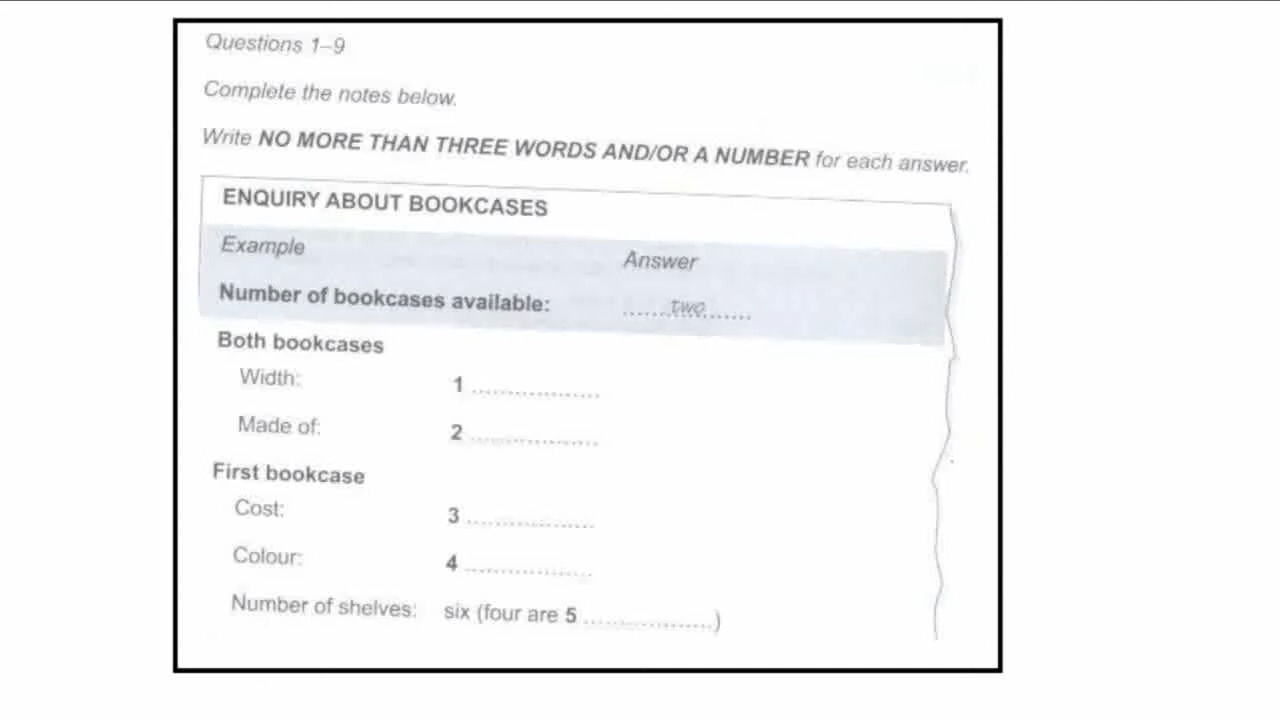 Questions 1–9
Complete the notes below.
Write NO MORE THAN THREE WORDS AND/OR A NUMBER for each answer.
ENQUIRY ABOUT BOOKCASES
Example Answer
Number of bookcases available: ......two......
Both bookcases
Width: 1 ..................
Made of: 2 ..................
First bookcase
Cost: 3 ..................
Colour: 4 ..................
Number of shelves: six (four are 5 ..................)